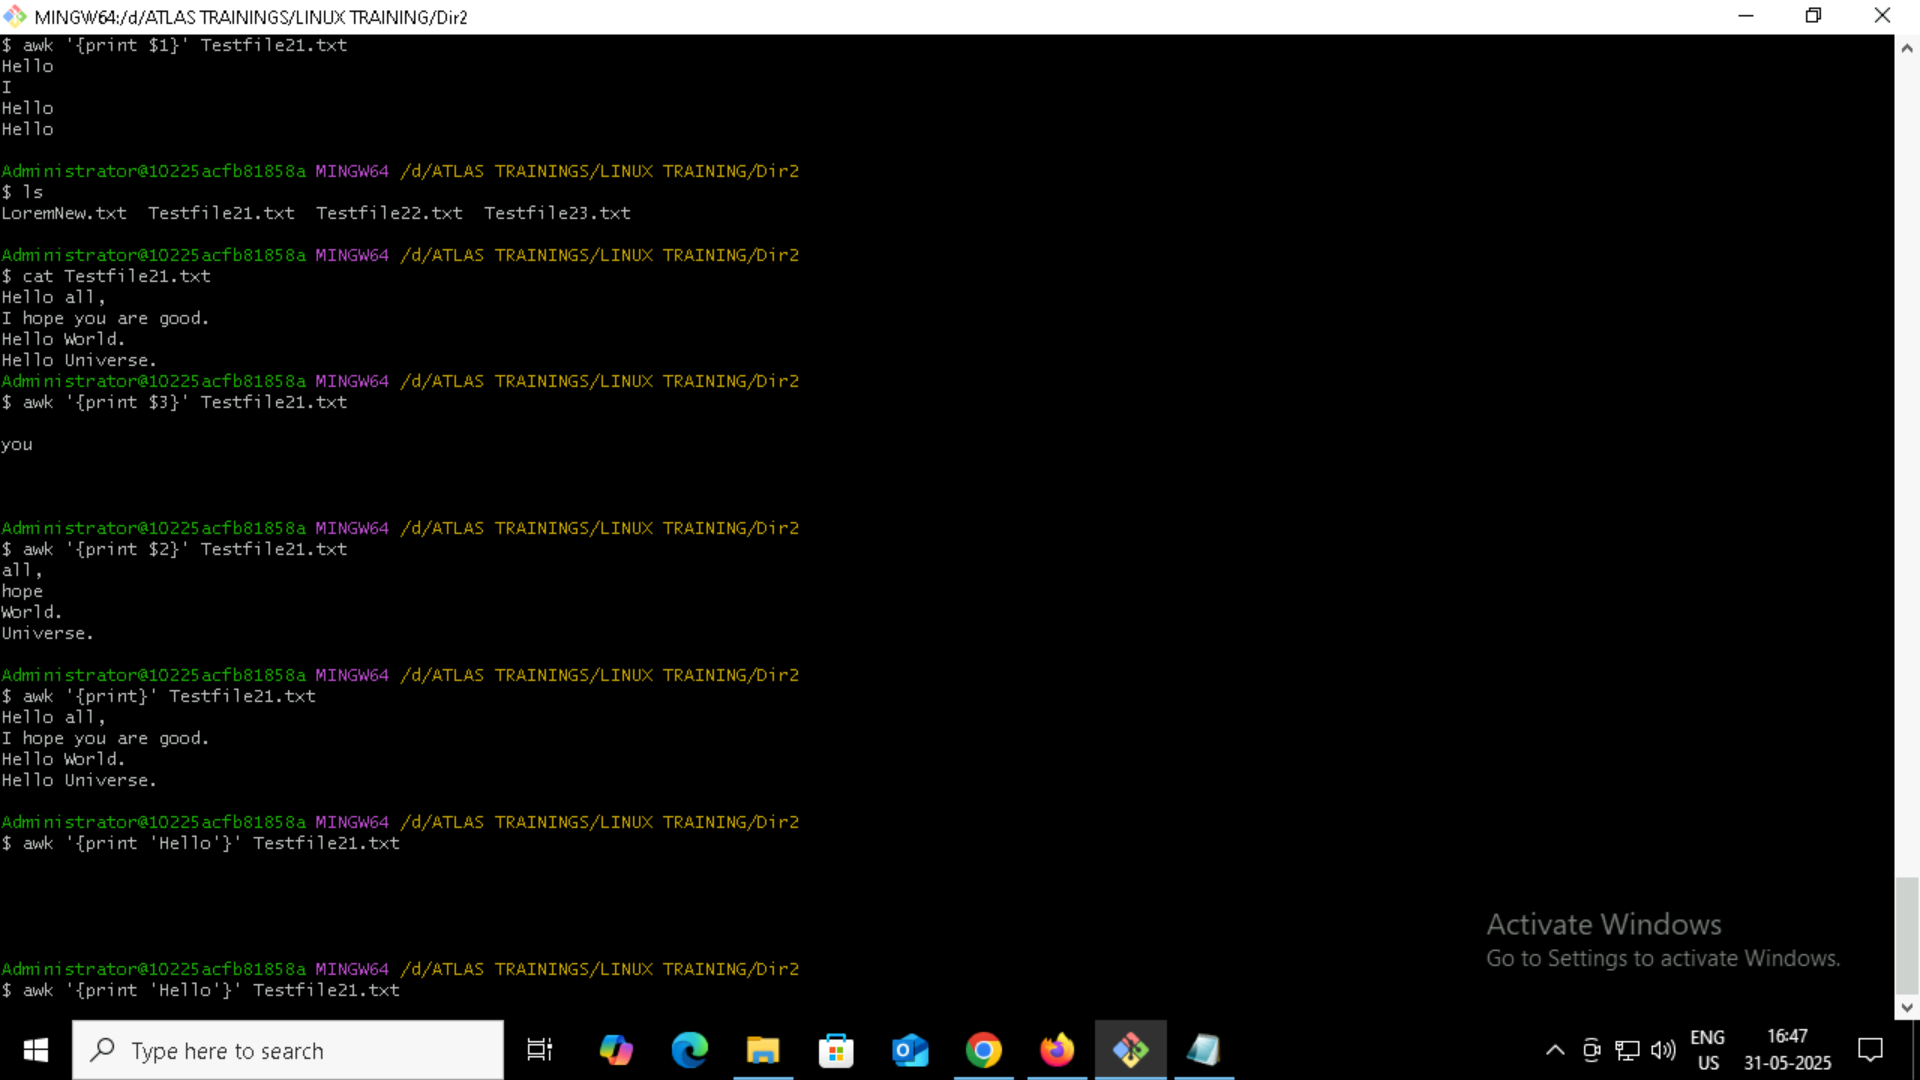 MINGW64:/d/ATLAS TRAININGS/LINUX TRAINING/Dir2
$ awk '{print $1}' Testfile21.txt
Hello
I
Hello
Hello
Administrator@10225acfb81858a MINGW64 /d/ATLAS TRAININGS/LINUX TRAINING/Dir2
$ ls
LoremNew.txt  Testfile21.txt  Testfile22.txt  Testfile23.txt
Administrator@10225acfb81858a MINGW64 /d/ATLAS TRAININGS/LINUX TRAINING/Dir2
$ cat Testfile21.txt
Hello all,
I hope you are good.
Hello World.
Hello Universe.
Administrator@10225acfb81858a MINGW64 /d/ATLAS TRAININGS/LINUX TRAINING/Dir2
$ awk '{print $3}' Testfile21.txt
you
Administrator@10225acfb81858a MINGW64 /d/ATLAS TRAININGS/LINUX TRAINING/Dir2
$ awk '{print $2}' Testfile21.txt
all,
hope
World.
Universe.
Administrator@10225acfb81858a MINGW64 /d/ATLAS TRAININGS/LINUX TRAINING/Dir2
$ awk '{print}' Testfile21.txt
Hello all,
I hope you are good.
Hello World.
Hello Universe.
Administrator@10225acfb81858a MINGW64 /d/ATLAS TRAININGS/LINUX TRAINING/Dir2
$ awk '{print 'Hello'}' Testfile21.txt
Administrator@10225acfb81858a MINGW64 /d/ATLAS TRAININGS/LINUX TRAINING/Dir2
$ awk '{print 'Hello'}' Testfile21.txt
Activate Windows
Go to Settings to activate Windows.
Type here to search
ENG
US
16:47
31-05-2025